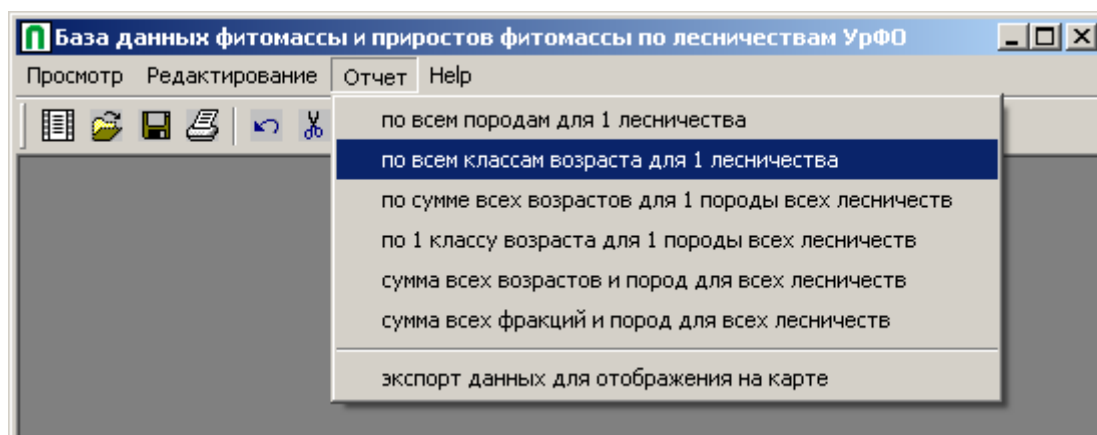 База данных фитомассы и приростов фитомассы по лесничествам УрФО
Просмотр Редактирование Отчет Help
по всем породам для 1 лесничества
по всем классам возраста для 1 лесничества
по сумме всех возрастов для 1 породы всех лесничеств
по 1 классу возраста для 1 породы всех лесничеств
сумма всех возрастов и пород для всех лесничеств
сумма всех фракций и пород для всех лесничеств
экспорт данных для отображения на карте